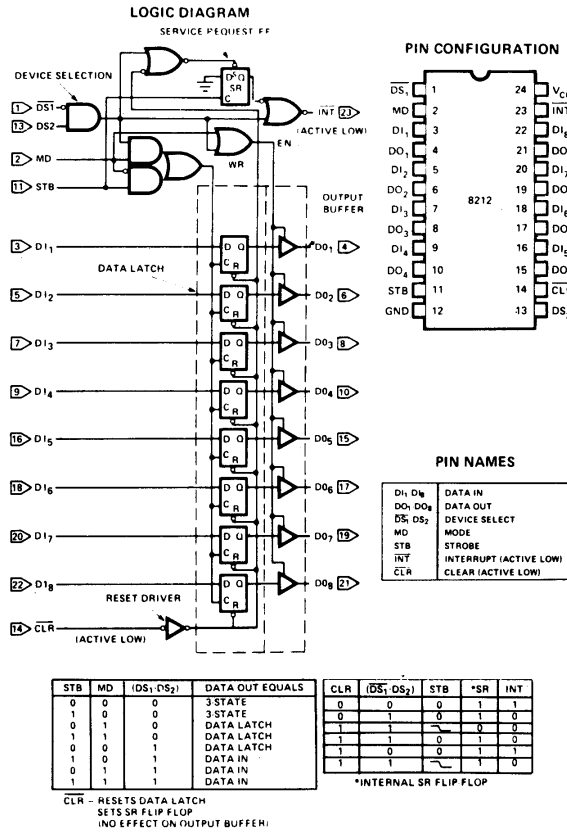 LOGIC DIAGRAM
SERVICE REQUEST FF
DEVICE SELECTION
1 DS1
13 DS2
2 MD
11 STB
D S Q
SR
C
INT 23
(ACTIVE LOW)
EN
WR
OUTPUT
BUFFER
DATA LATCH
3 DI1 D Q C R DO1 4
5 DI2 D Q C R DO2 6
7 DI3 D Q C R DO3 8
9 DI4 D Q C R DO4 10
16 DI5 D Q C R DO5 15
18 DI6 D Q C R DO6 17
20 DI7 D Q C R DO7 19
22 DI8 D Q C R DO8 21
RESET DRIVER
14 CLR
(ACTIVE LOW)
PIN CONFIGURATION
DS1 1 24
MD 2 23 INT
DI1 3 22 DI8
DO1 4 21 DO
DI2 5 20 DI7
DO2 6 19 DO
DI3 7 8212 18 DI6
DO3 8 17 DO
DI4 9 16 DI5
DO4 10 15 DO
STB 11 14
GND 12 13
PIN NAMES
DI1 DI8 DATA IN
DO1 DO8 DATA OUT
DS1 DS2 DEVICE SELECT
MD MODE
STB STROBE
INT INTERRUPT (ACTIVE LOW)
CLR CLEAR (ACTIVE LOW)
STB MD (DS1·DS2) DATA OUT EQUALS
0 0 0 3-STATE
1 0 0 3-STATE
0 1 0 DATA LATCH
1 1 0 DATA LATCH
0 0 1 DATA LATCH
1 0 1 DATA IN
0 1 1 DATA IN
1 1 1 DATA IN
CLR (DS1·DS2) STB *SR INT
0 0 0 1 1
0 1 0 1 0
1 1 0 0
1 1 0 1 0
1 0 0 1 1
1 1 1 0
*INTERNAL SR FLIP FLOP
CLR – RESETS DATA LATCH
SETS SR FLIP FLOP
(NO EFFECT ON OUTPUT BUFFER)